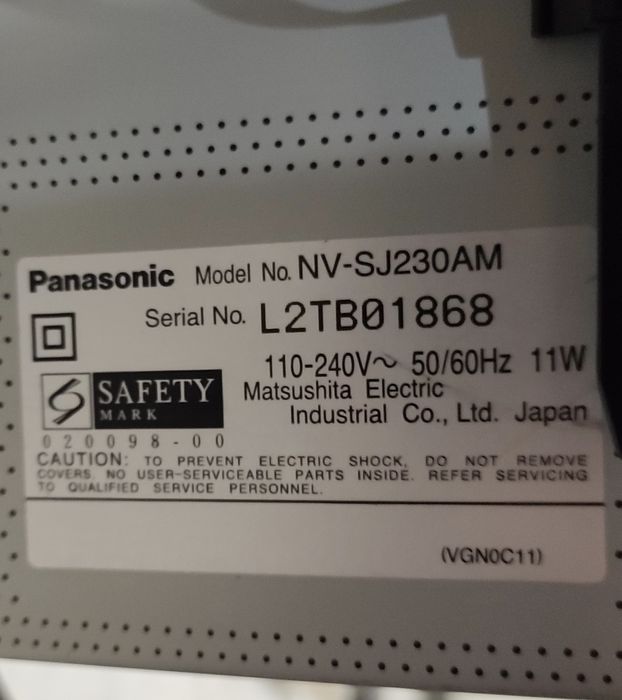 Panasonic Model No. NV-SJ230AM
Serial No. L2TB01868
110-240V~ 50/60Hz 11W
SAFETY
MARK
Matsushita Electric
Industrial Co., Ltd. Japan
020098-00
CAUTION: TO PREVENT ELECTRIC SHOCK, DO NOT REMOVE
COVERS. NO USER-SERVICEABLE PARTS INSIDE. REFER SERVICING
TO QUALIFIED SERVICE PERSONNEL.
(VGN0C11)